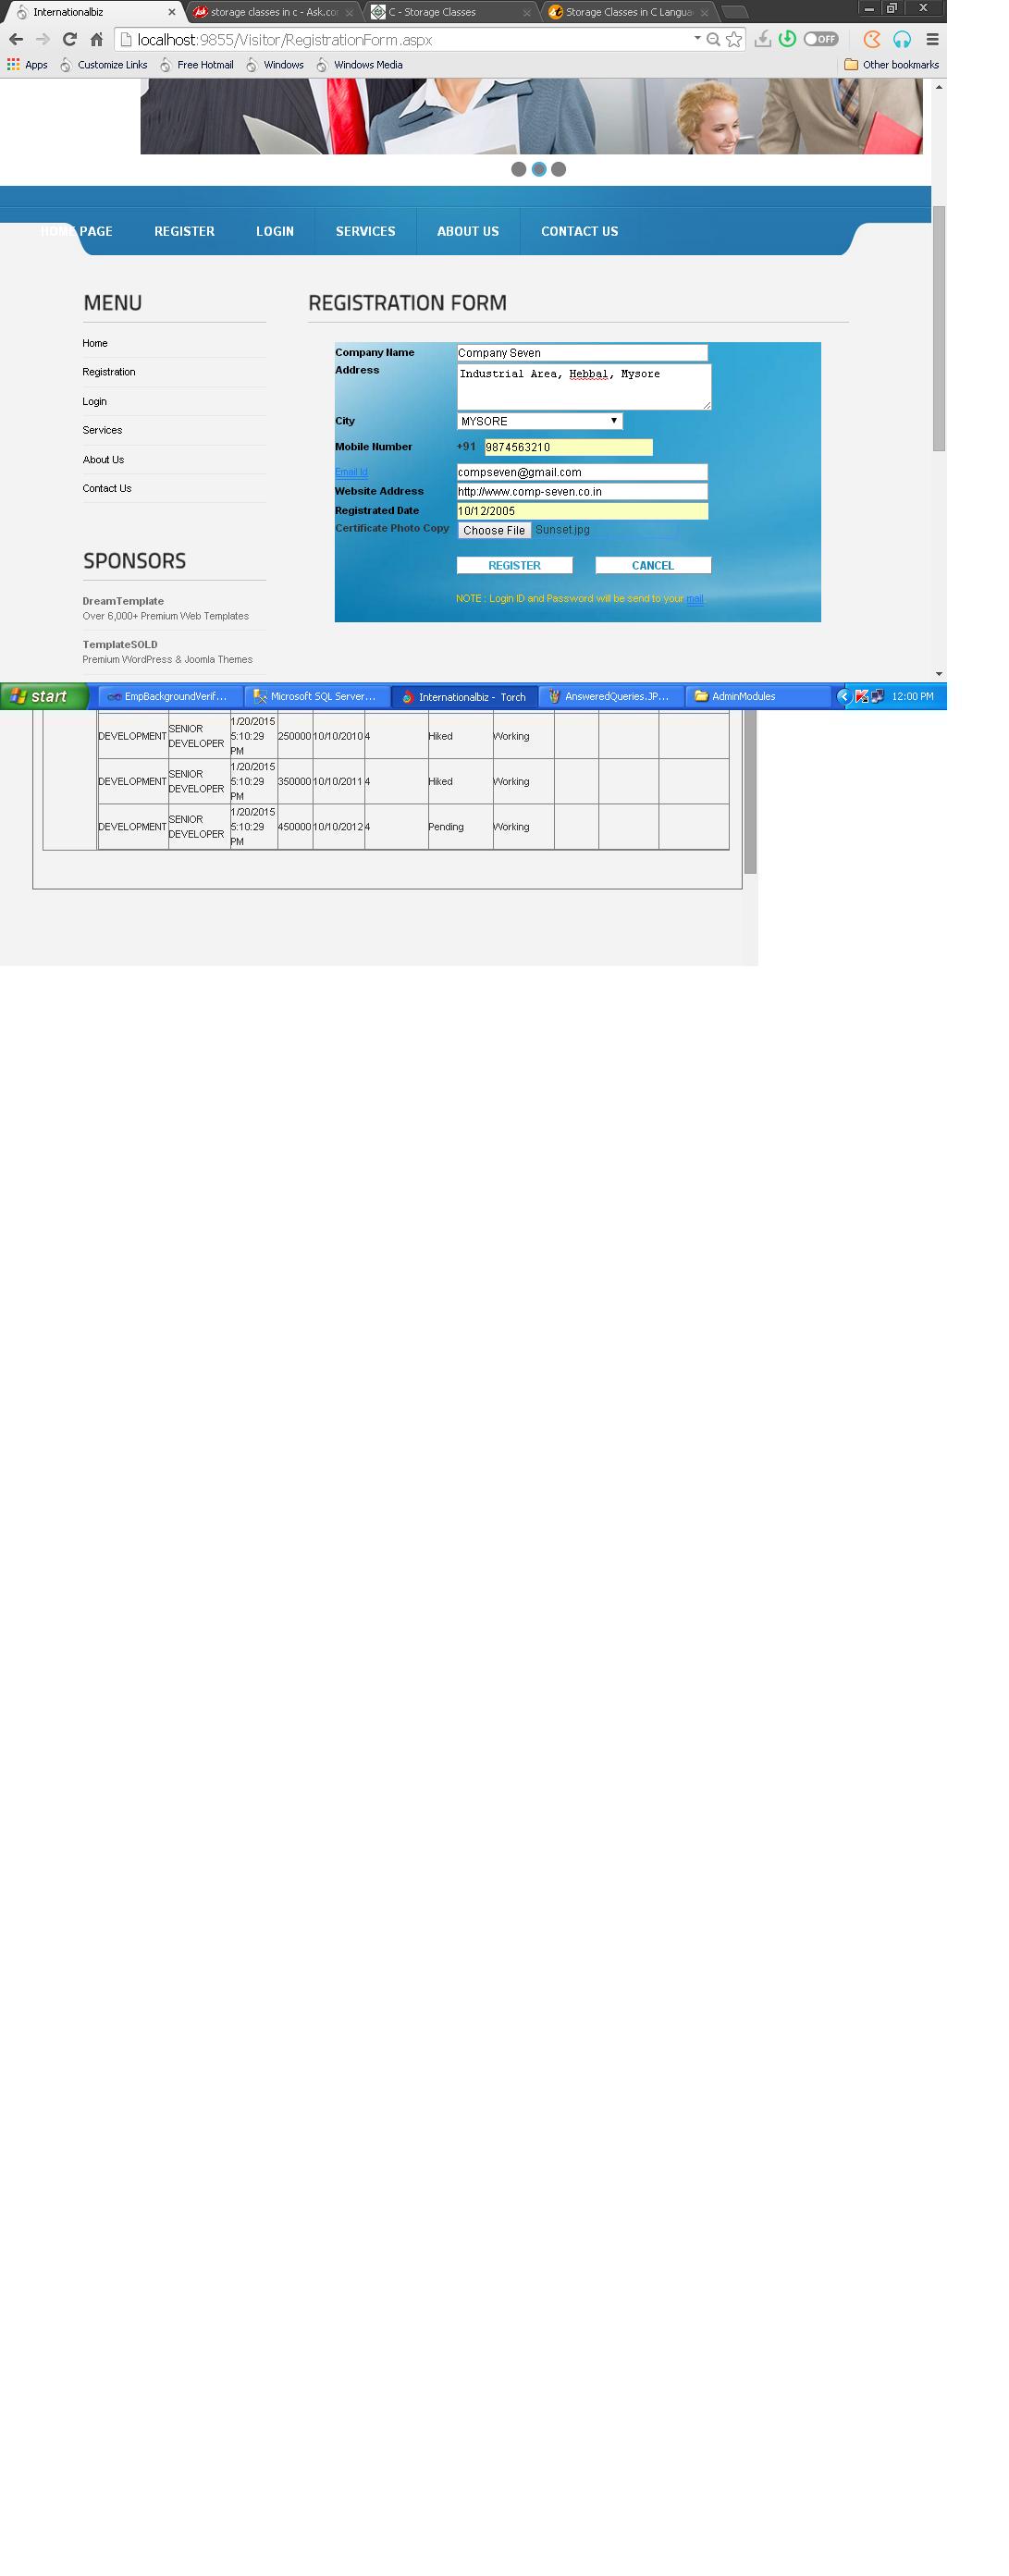 Internationalbiz
storage classes in c - Ask.co
C - Storage Classes
Storage Classes in C Langua
localhost:9855/Visitor/RegistrationForm.aspx
OFF
Apps Customize Links Free Hotmail Windows Windows Media Other bookmarks
HOME PAGE REGISTER LOGIN SERVICES ABOUT US CONTACT US
MENU
Home
Registration
Login
Services
About Us
Contact Us
SPONSORS
DreamTemplate
Over 6,000+ Premium Web Templates
TemplateSOLD
Premium WordPress & Joomla Themes
REGISTRATION FORM
Company Name Company Seven
Address Industrial Area, Hebbal, Mysore
City MYSORE
Mobile Number +91 9874563210
Email Id compseven@gmail.com
Website Address http://www.comp-seven.co.in
Registrated Date 10/12/2005
Certificate Photo Copy Choose File Sunset.jpg
REGISTER CANCEL
NOTE : Login ID and Password will be send to your mail
start EmpBackgroundVerif... Microsoft SQL Server... Internationalbiz - Torch AnsweredQueries.JP... AdminModules 12:00 PM
DEVELOPMENT SENIOR DEVELOPER 1/20/2015 5:10:29 PM 250000 10/10/2010 4 Hiked Working
DEVELOPMENT SENIOR DEVELOPER 1/20/2015 5:10:29 PM 350000 10/10/2011 4 Hiked Working
DEVELOPMENT SENIOR DEVELOPER 1/20/2015 5:10:29 PM 450000 10/10/2012 4 Pending Working